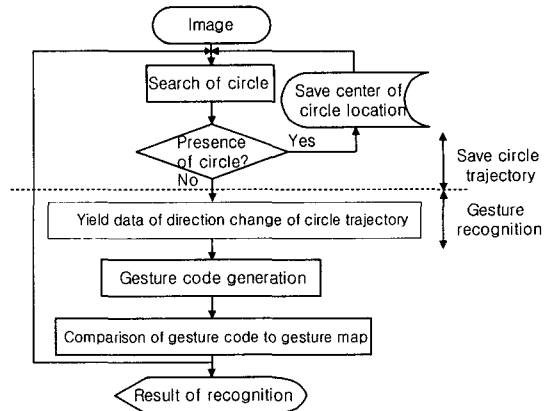 Image
Search of circle
Save center of
circle location
Presence
of circle?
Yes
No
Save circle
trajectory
Gesture
recognition
Yield data of direction change of circle trajectory
Gesture code generation
Comparison of gesture code to gesture map
Result of recognition